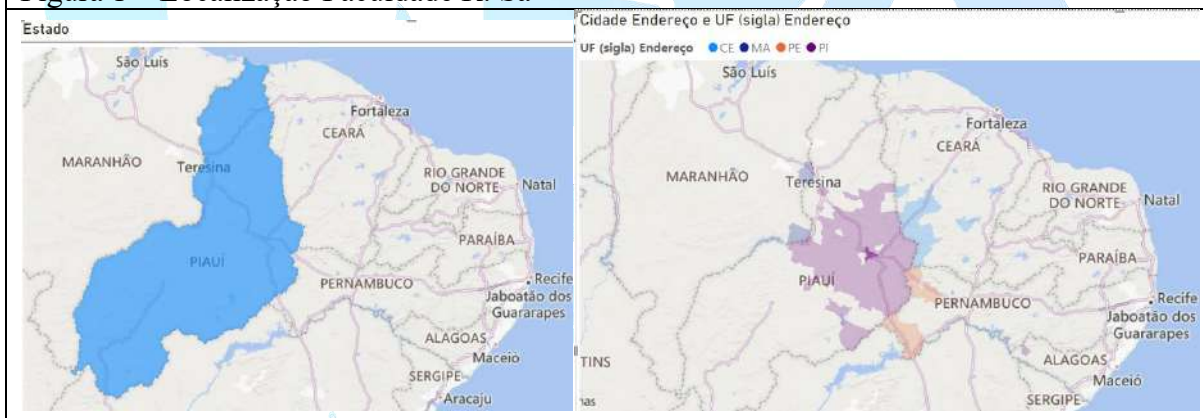 Estado
São Luís
Fortaleza
CEARÁ
MARANHÃO
Teresina
RIO GRANDE
DO NORTE
Natal
PARAÍBA
PIAUÍ
PERNAMBUCO
Recife
Jaboatão dos
Guararapes
ALAGOAS
Maceió
SERGIPE
Aracaju
Cidade Endereço e UF (sigla) Endereço
UF (sigla) Endereço CE MA PE PI
São Luís
Fortaleza
CEARÁ
MARANHÃO
Teresina
RIO GRANDE
DO NORTE
Natal
PARAÍBA
PIAUÍ
PERNAMBUCO
Recife
Jaboatão dos
Guararapes
TINS
ALAGOAS
Maceió
SERGIPE